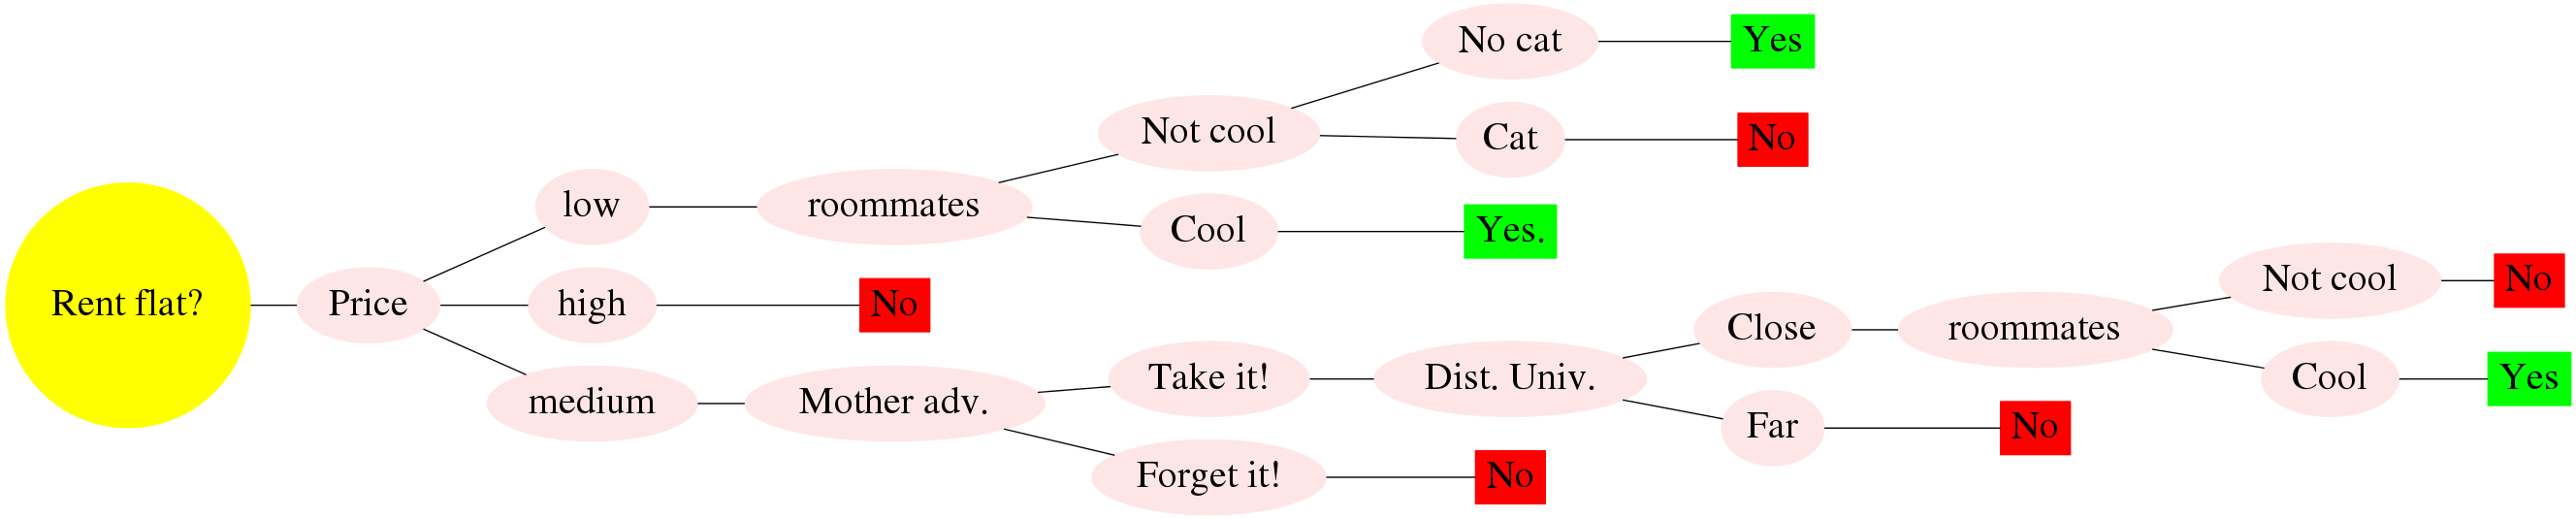 Rent flat?
Price
low
roommates
Not cool
No cat
Yes
Cat
No
Cool
Yes.
high
No
medium
Mother adv.
Take it!
Dist. Univ.
Close
roommates
Not cool
No
Cool
Yes
Far
No
Forget it!
No